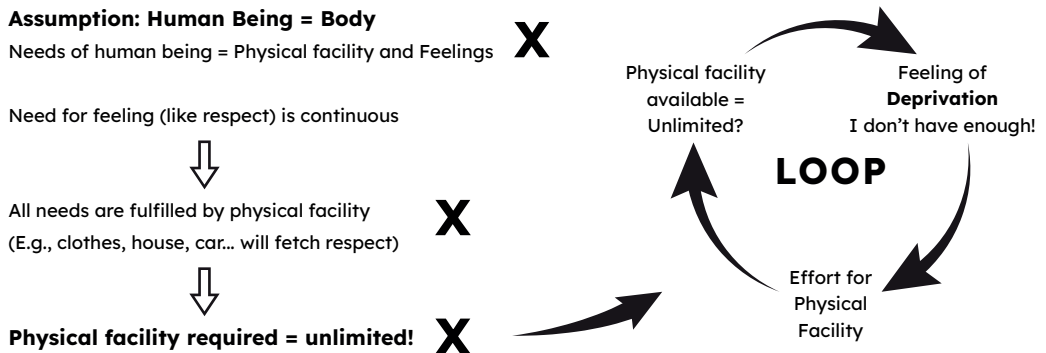 Assumption: Human Being = Body
Needs of human being = Physical facility and Feelings
X
Need for feeling (like respect) is continuous
All needs are fulfilled by physical facility
(E.g., clothes, house, car... will fetch respect)
X
Physical facility required = unlimited!
X
Physical facility
available =
Unlimited?
Feeling of
Deprivation
I don't have enough!
LOOP
Effort for
Physical
Facility